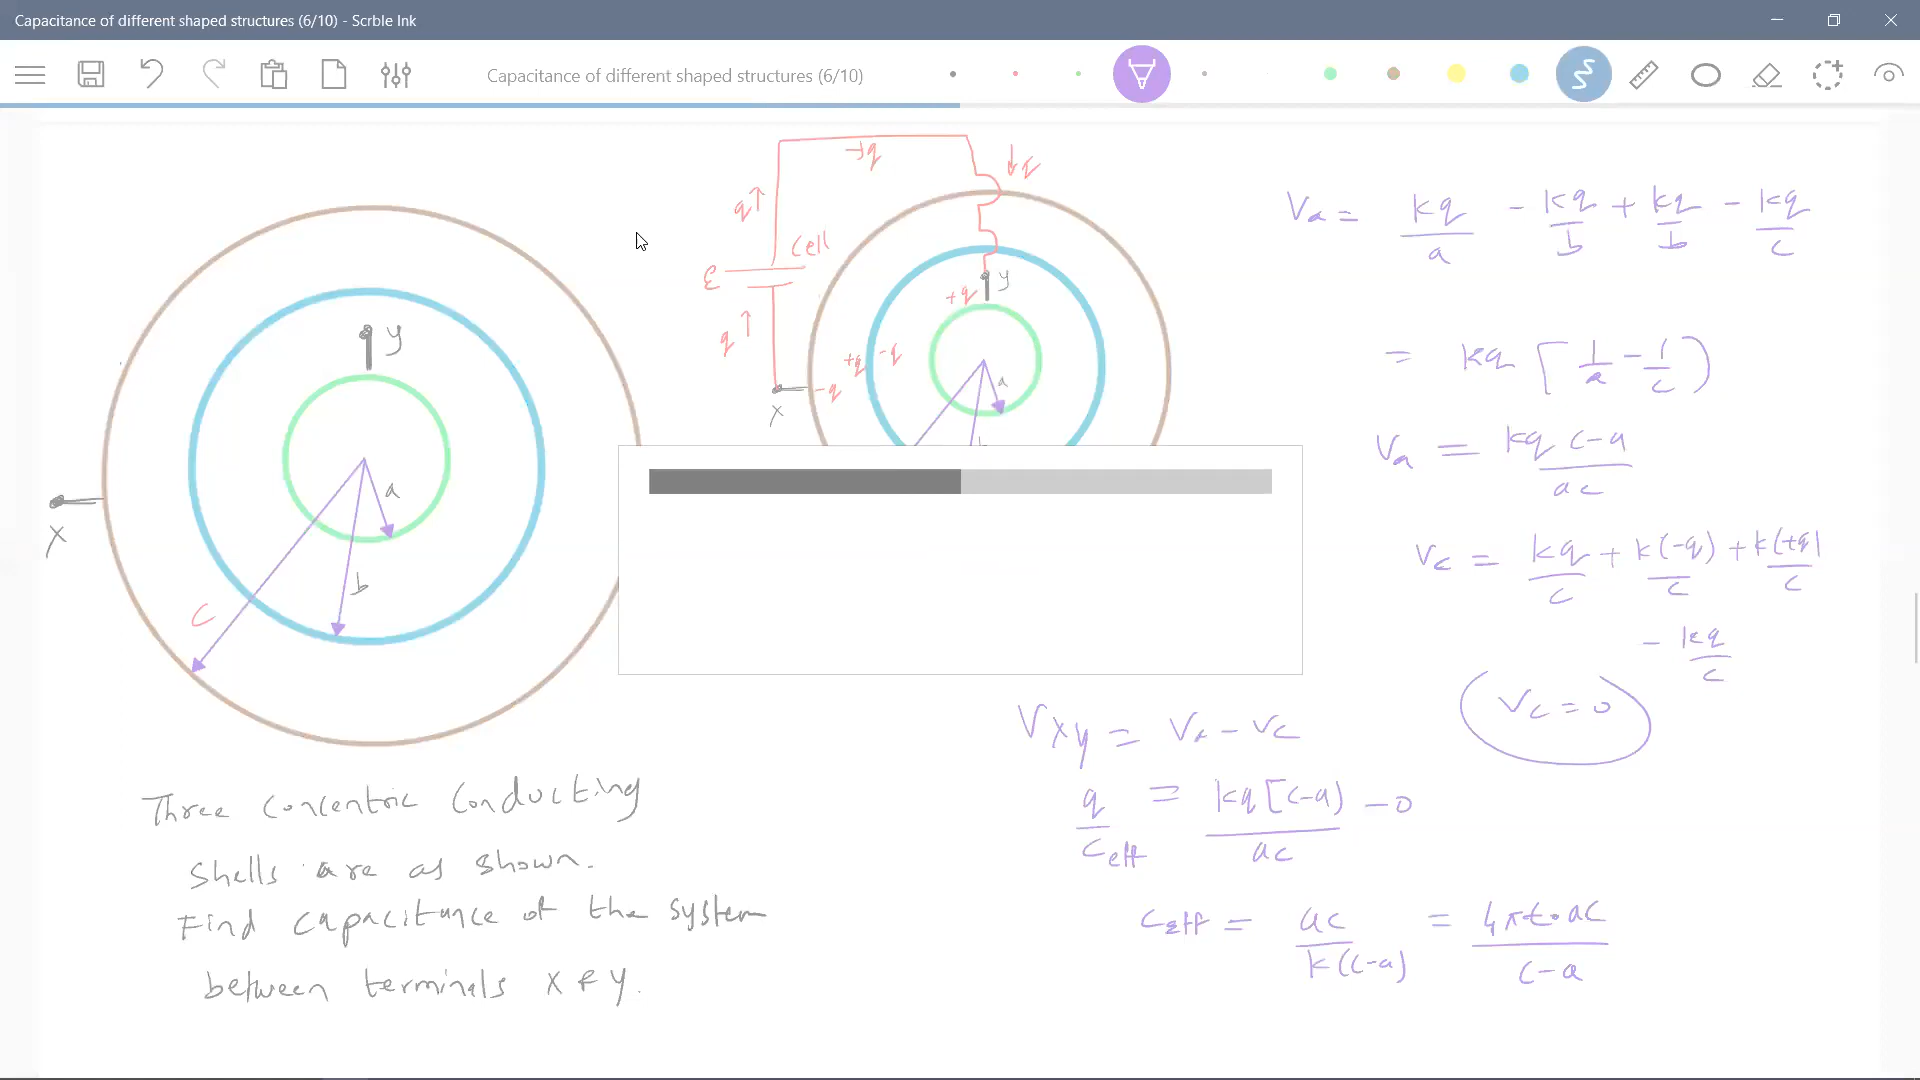 Capacitance of different shaped structures (6/10) - Scrble Ink
Capacitance of different shaped structures (6/10)
+q
↓q
q↑
Cell
ε
q↑
+q
y
+q -q
-q
x
a
b
y
a
b
c
x
Va = kq/a - kq/b + kq/b - kq/c
= kq [1/a - 1/c)
Va = kq c-a/ac
Vc = kq/c + k(-q)/c + k(+q)/c
- kq/c
Vc = 0
Vxy = Va - Vc
q/Ceff = kq[c-a)/ac - 0
Ceff = ac/k(c-a) = 4πε₀ac/c-a
Three Concentric Conducting
Shells are as shown.
Find capacitance of the system
between terminals x & y.